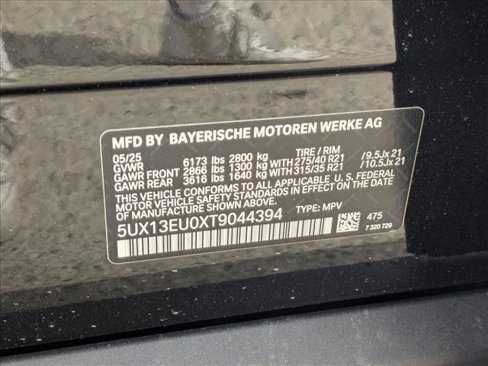 MFD BY BAYERISCHE MOTOREN WERKE AG
05/25 TIRE / RIM
GVWR 6173 lbs 2800 kg
GAWR FRONT 2866 lbs 1300 kg WITH 275/40 R21 /9.5Jx 21
GAWR REAR 3616 lbs 1640 kg WITH 315/35 R21 /10.5Jx 21
THIS VEHICLE CONFORMS TO ALL APPLICABLE U. S. FEDERAL
MOTOR VEHICLE SAFETY STANDARDS IN EFFECT
ON THE DATE OF MANUFACTURE SHOWN ABOVE.
5UX13EU0XT9044394 TYPE: MPV
475
7 320 729